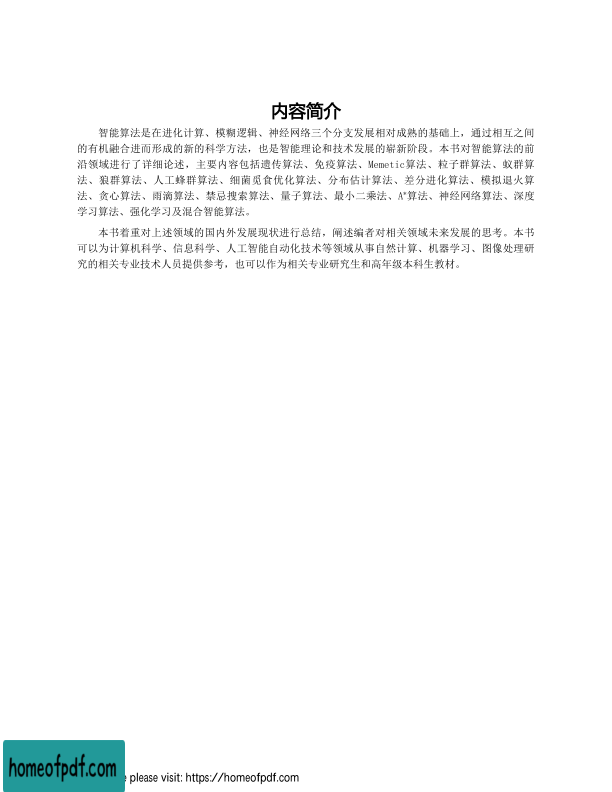 内容简介
智能算法是在进化计算、模糊逻辑、神经网络三个分支发展相对成熟的基础上，通过相互之间
的有机融合进而形成的新的科学方法，也是智能理论和技术发展的崭新阶段。本书对智能算法的前
沿领域进行了详细论述，主要内容包括遗传算法、免疫算法、Memetic算法、粒子群算法、蚁群算
法、狼群算法、人工蜂群算法、细菌觅食优化算法、分布估计算法、差分进化算法、模拟退火算
法、贪心算法、雨滴算法、禁忌搜索算法、量子算法、最小二乘法、A*算法、神经网络算法、深度
学习算法、强化学习及混合智能算法。
本书着重对上述领域的国内外发展现状进行总结，阐述编者对相关领域未来发展的思考。本书
可以为计算机科学、信息科学、人工智能自动化技术等领域从事自然计算、机器学习、图像处理研
究的相关专业技术人员提供参考，也可以作为相关专业研究生和高年级本科生教材。
homeofpdf.com
please visit: https://homeofpdf.com